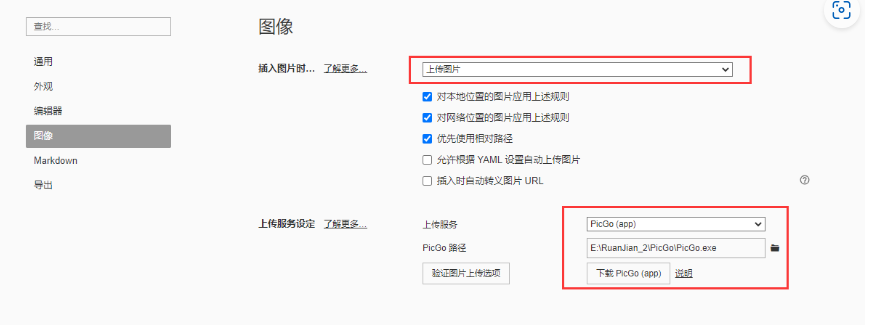 查找...
图像
通用
外观
编辑器
图像
Markdown
导出
插入图片时... 了解更多... 上传图片
对本地位置的图片应用上述规则
对网络位置的图片应用上述规则
优先使用相对路径
允许根据 YAML 设置自动上传图片
插入时自动转义图片 URL
上传服务设定 了解更多... 上传服务 PicGo (app)
PicGo 路径 E:\RuanJian_2\PicGo\PicGo.exe
验证图片上传选项 下载 PicGo (app) 说明